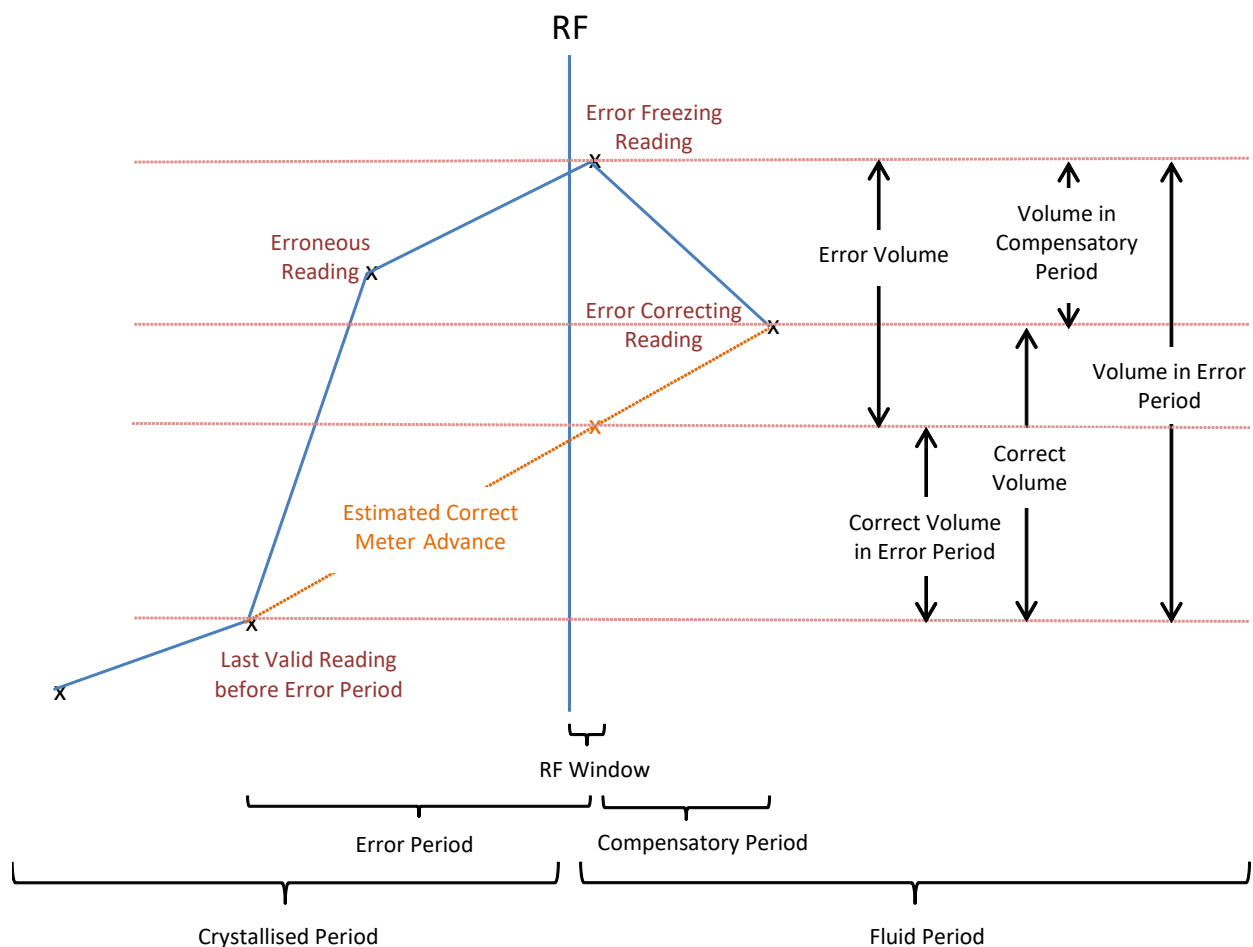 RF
Error Freezing
Reading
Erroneous
Reading
x
x
Error Volume
Volume in
Compensatory
Period
Error Correcting
Reading
x
Volume in Error
Period
x
Correct
Volume
Estimated Correct
Meter Advance
Correct Volume
in Error Period
x
Last Valid Reading
before Error Period
x
RF Window
Error Period
Compensatory Period
Crystallised Period
Fluid Period